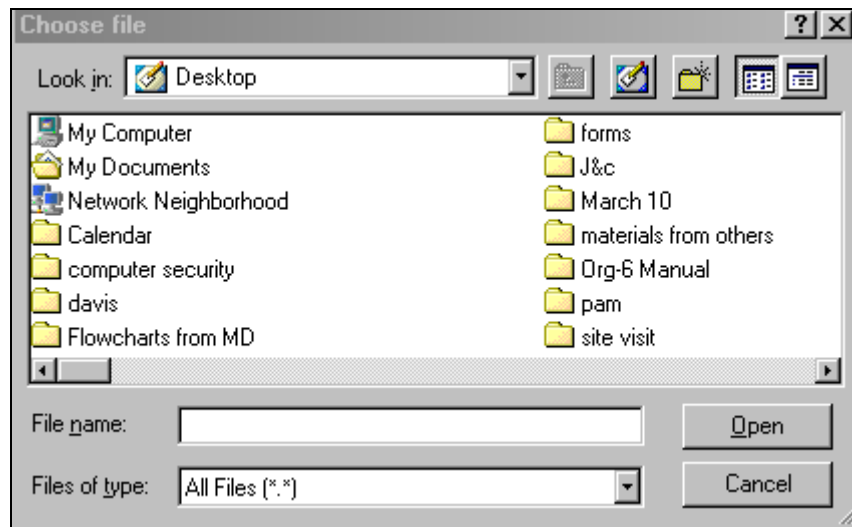 Choose file
Look in: Desktop
My Computer
My Documents
Network Neighborhood
Calendar
computer security
davis
Flowcharts from MD
forms
J&c
March 10
materials from others
Org-6 Manual
pam
site visit
File name:
Open
Files of type: All Files (*.*)
Cancel